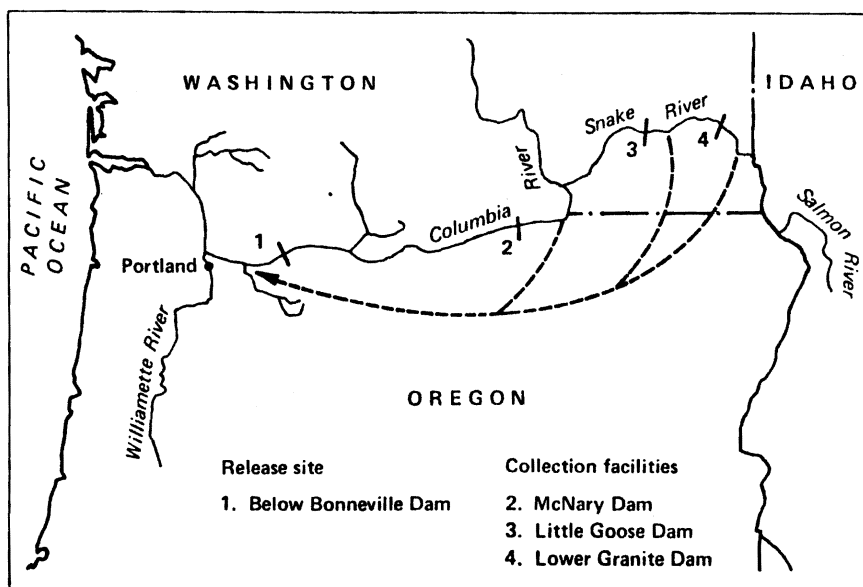 WASHINGTON
IDAHO
Snake River
3
4
River
Salmon River
PACIFIC OCEAN
Columbia
1
2
Portland
Williamette River
OREGON
Release site
1. Below Bonneville Dam
Collection facilities
2. McNary Dam
3. Little Goose Dam
4. Lower Granite Dam